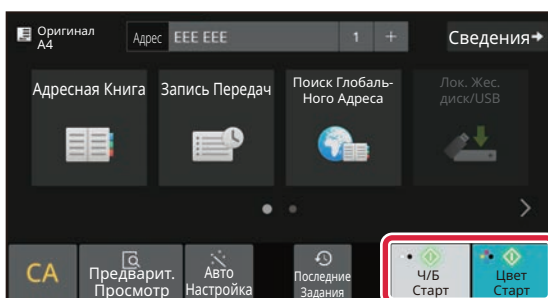 Оригинал
A4
Адрес
EEE EEE
1
+
Сведения
Адресная Книга
Запись Передач
Поиск Глобаль-
Ного Адреса
Лок. Жес.
диск/USB
CA
Предварит.
Просмотр
Авто
Настройка
Последние
Задания
Ч/Б
Старт
Цвет
Старт